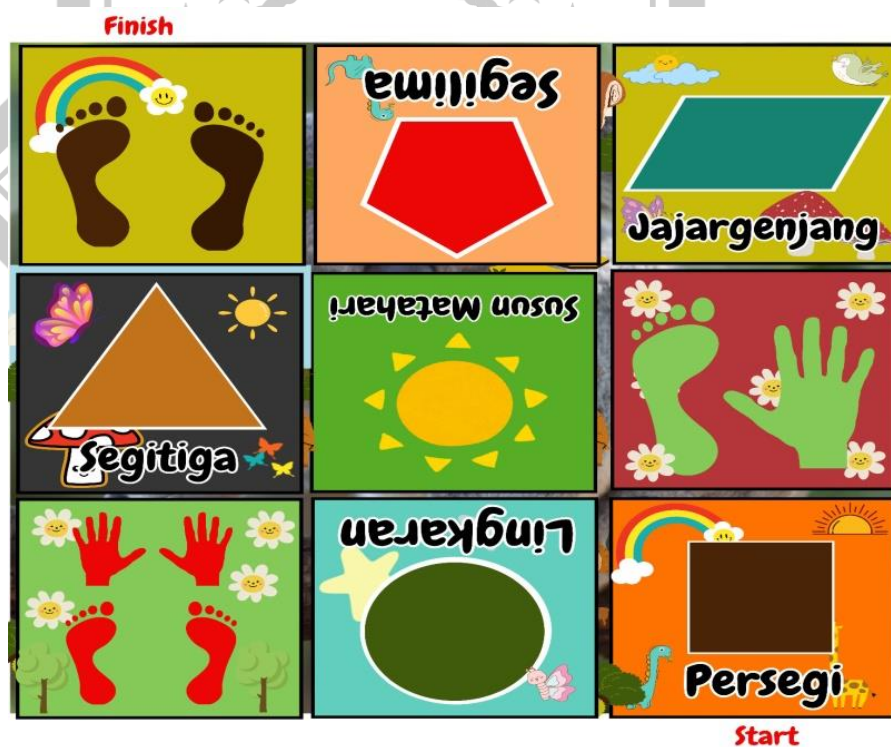 Finish
Segilima
Jajargenjang
Segitiga
Susun Matahari
Lingkaran
Persegi
Start